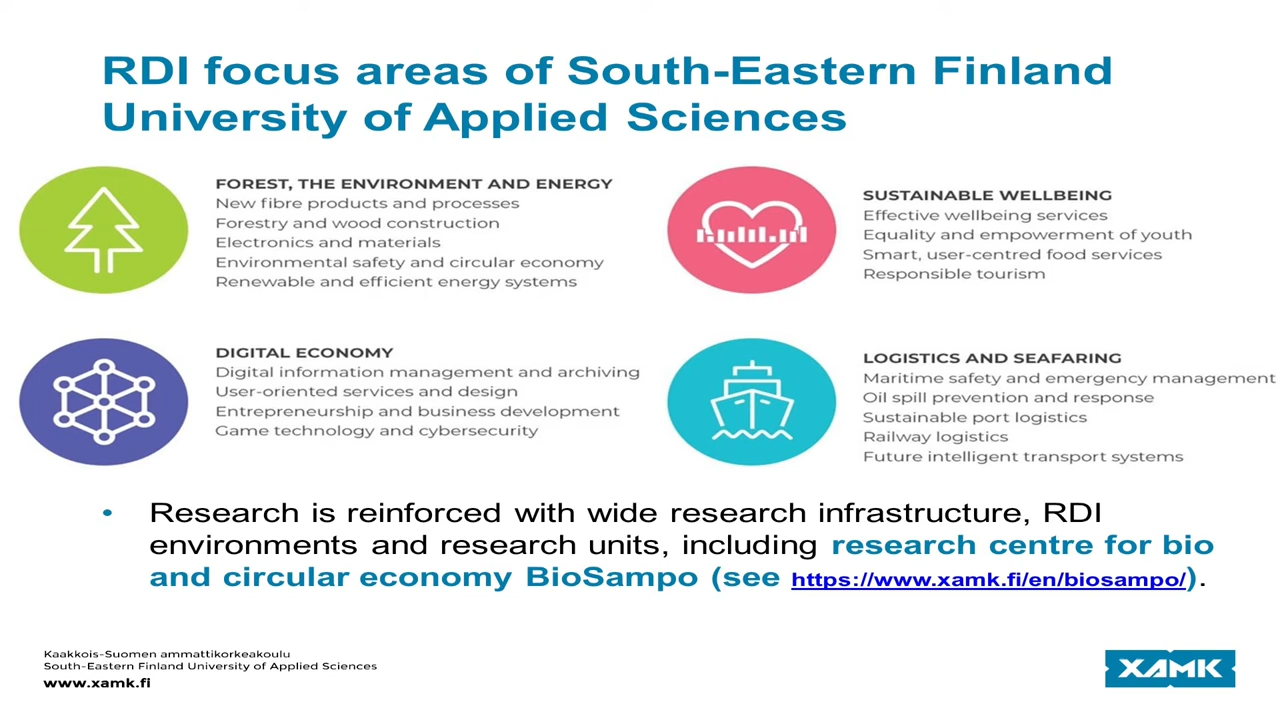 RDI focus areas of South-Eastern Finland
University of Applied Sciences
FOREST, THE ENVIRONMENT AND ENERGY
New fibre products and processes
Forestry and wood construction
Electronics and materials
Environmental safety and circular economy
Renewable and efficient energy systems
SUSTAINABLE WELLBEING
Effective wellbeing services
Equality and empowerment of youth
Smart, user-centred food services
Responsible tourism
DIGITAL ECONOMY
Digital information management and archiving
User-oriented services and design
Entrepreneurship and business development
Game technology and cybersecurity
LOGISTICS AND SEAFARING
Maritime safety and emergency management
Oil spill prevention and response
Sustainable port logistics
Railway logistics
Future intelligent transport systems
• Research is reinforced with wide research infrastructure, RDI
environments and research units, including research centre for bio
and circular economy BioSampo (see https://www.xamk.fi/en/biosampo/).
Kaakkois-Suomen ammattikorkeakoulu
South-Eastern Finland University of Applied Sciences
www.xamk.fi
XAMK